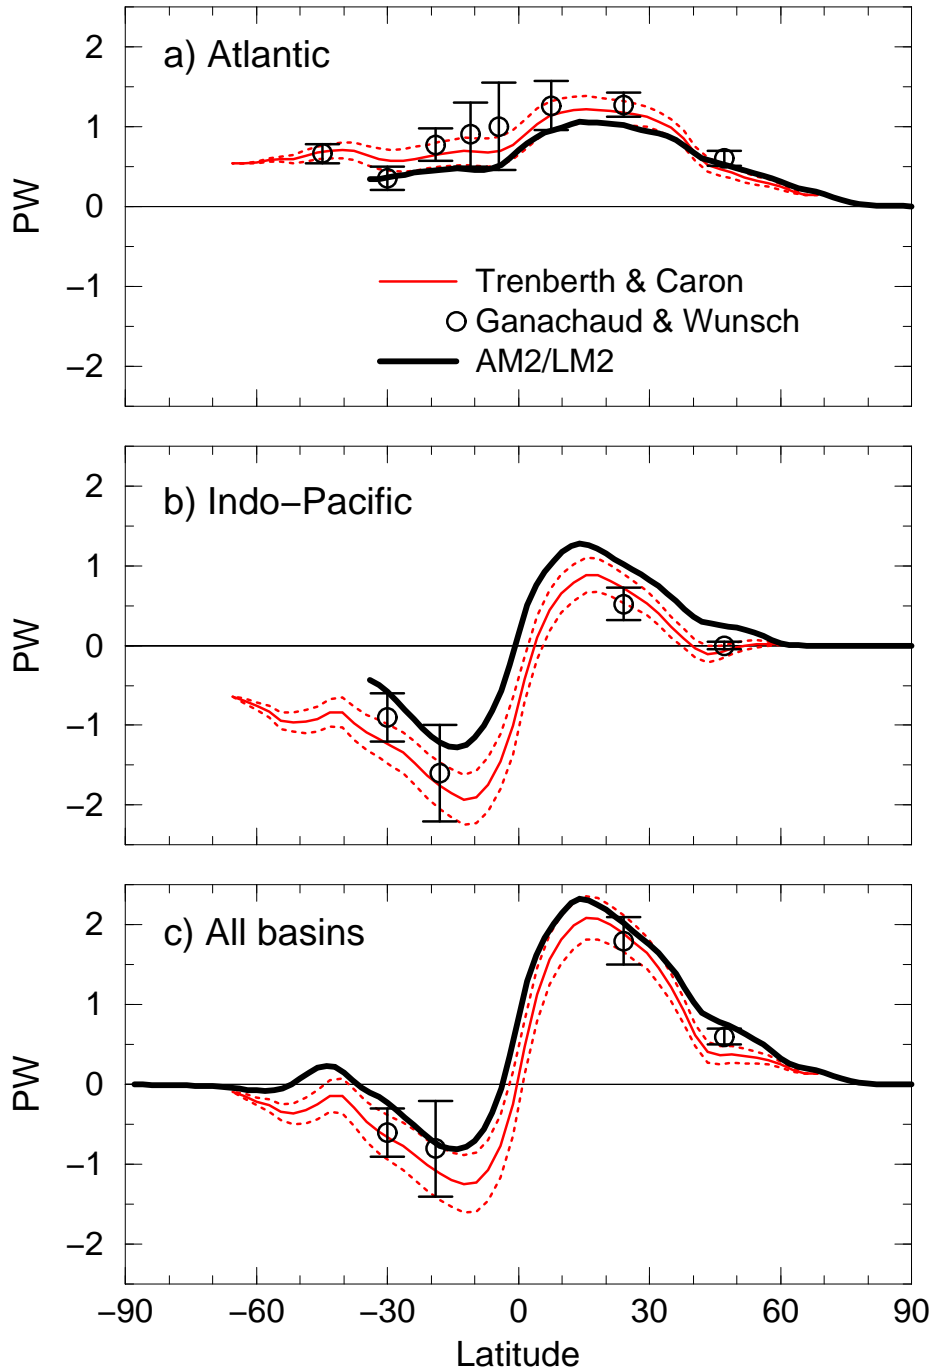 a) Atlantic
2
1
0
−1
−2
PW
Trenberth & Caron
Ganachaud & Wunsch
AM2/LM2
b) Indo−Pacific
2
1
0
−1
−2
PW
c) All basins
2
1
0
−1
−2
PW
−90 −60 −30 0 30 60 90
Latitude